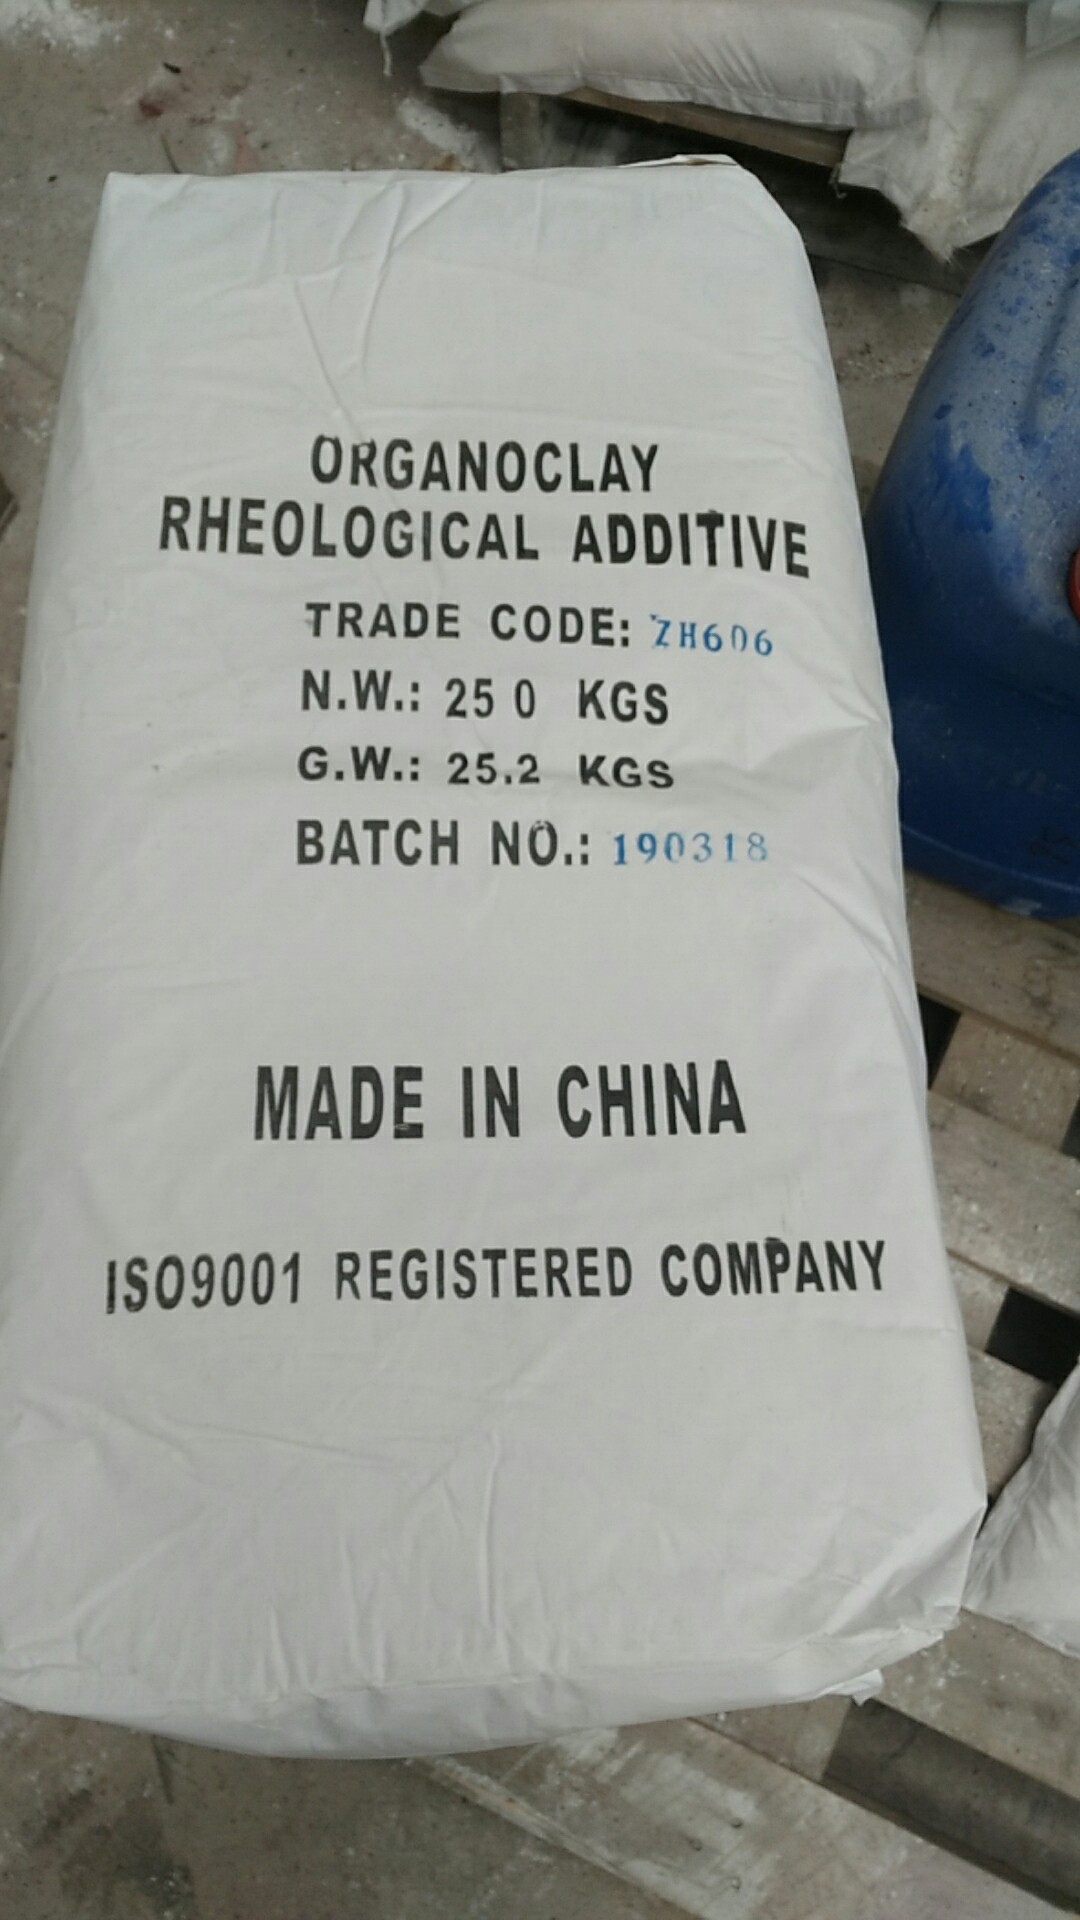 ORGANOCLAY
RHEOLOGICAL ADDITIVE
TRADE CODE: ZH606
N.W.: 25 0 KGS
G.W.: 25.2 KGS
BATCH NO.: 190318
MADE IN CHINA
ISO9001 REGISTERED COMPANY